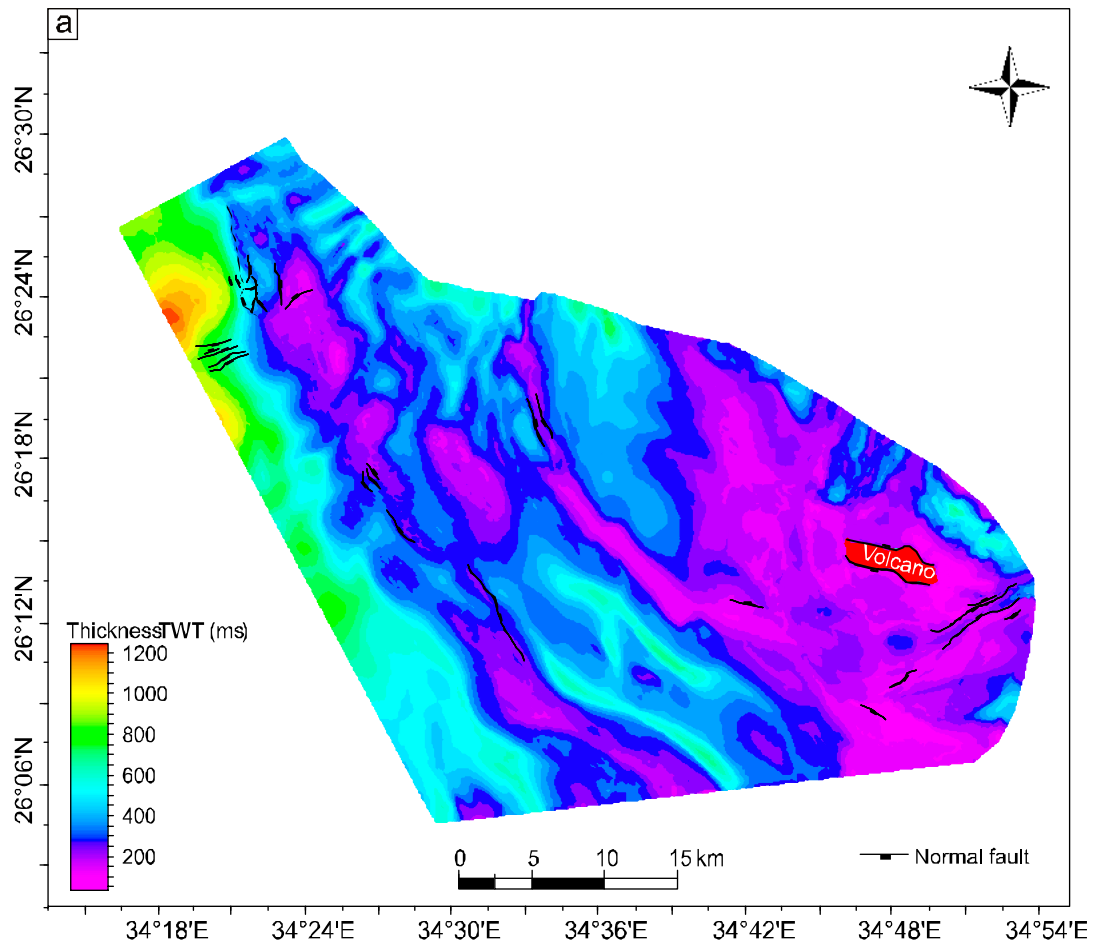 a
26°30'N
26°24'N
26°18'N
26°12'N
26°06'N
Volcano
Thickness TWT (ms)
1200
1000
800
600
400
200
0 5 10 15 km
Normal fault
34°18'E 34°24'E 34°30'E 34°36'E 34°42'E 34°48'E 34°54'E